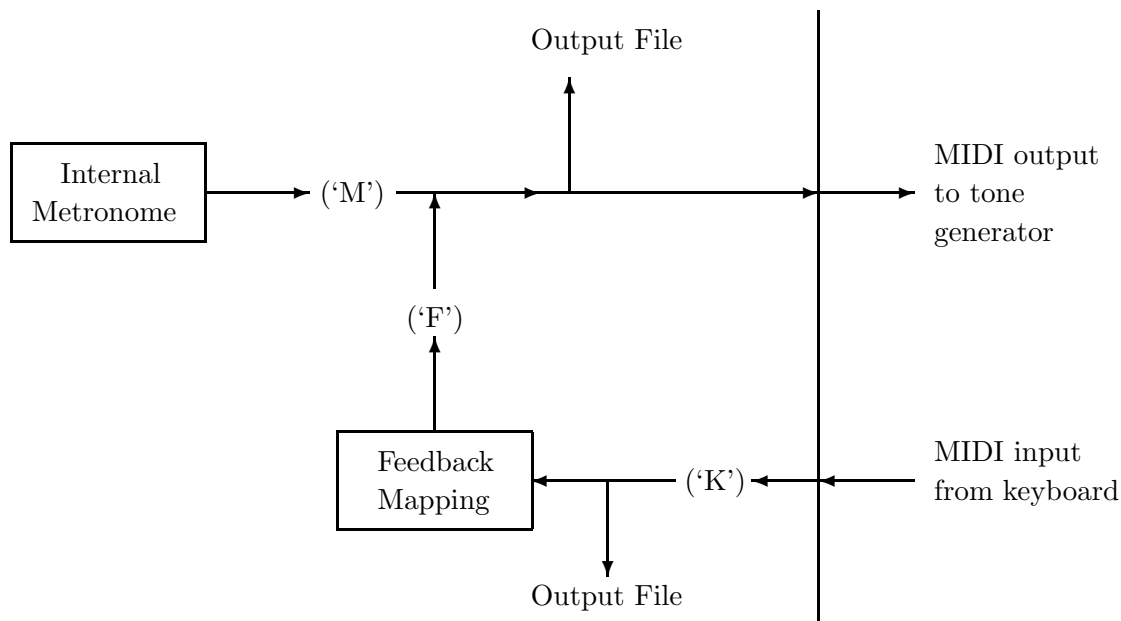 Output File
Internal
Metronome
(‘M’)
MIDI output
to tone
generator
(‘F’)
Feedback
Mapping
(‘K’)
MIDI input
from keyboard
Output File